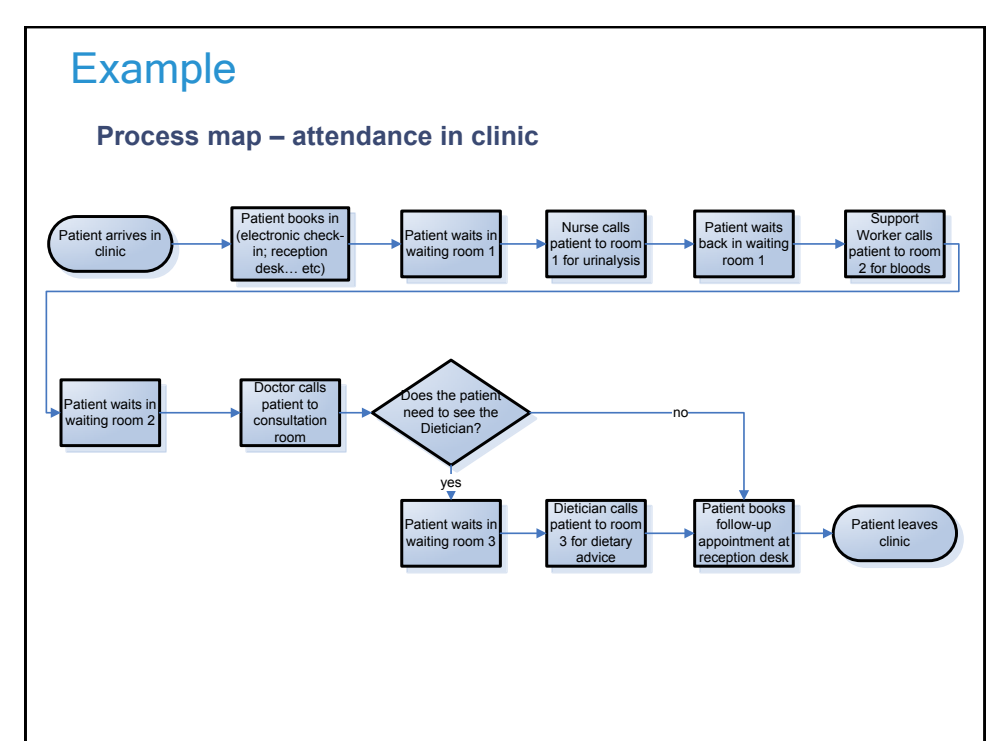 Example
Process map – attendance in clinic
Patient arrives in
clinic
Patient books in
(electronic check-
in; reception
desk… etc)
Patient waits in
waiting room 1
Nurse calls
patient to room
1 for urinalysis
Patient waits
back in waiting
room 1
Support
Worker calls
patient to room
2 for bloods
Patient waits in
waiting room 2
Doctor calls
patient to
consultation
room
Does the patient
need to see the
Dietician?
no
yes
Patient waits in
waiting room 3
Dietician calls
patient to room
3 for dietary
advice
Patient books
follow-up
appointment at
reception desk
Patient leaves
clinic